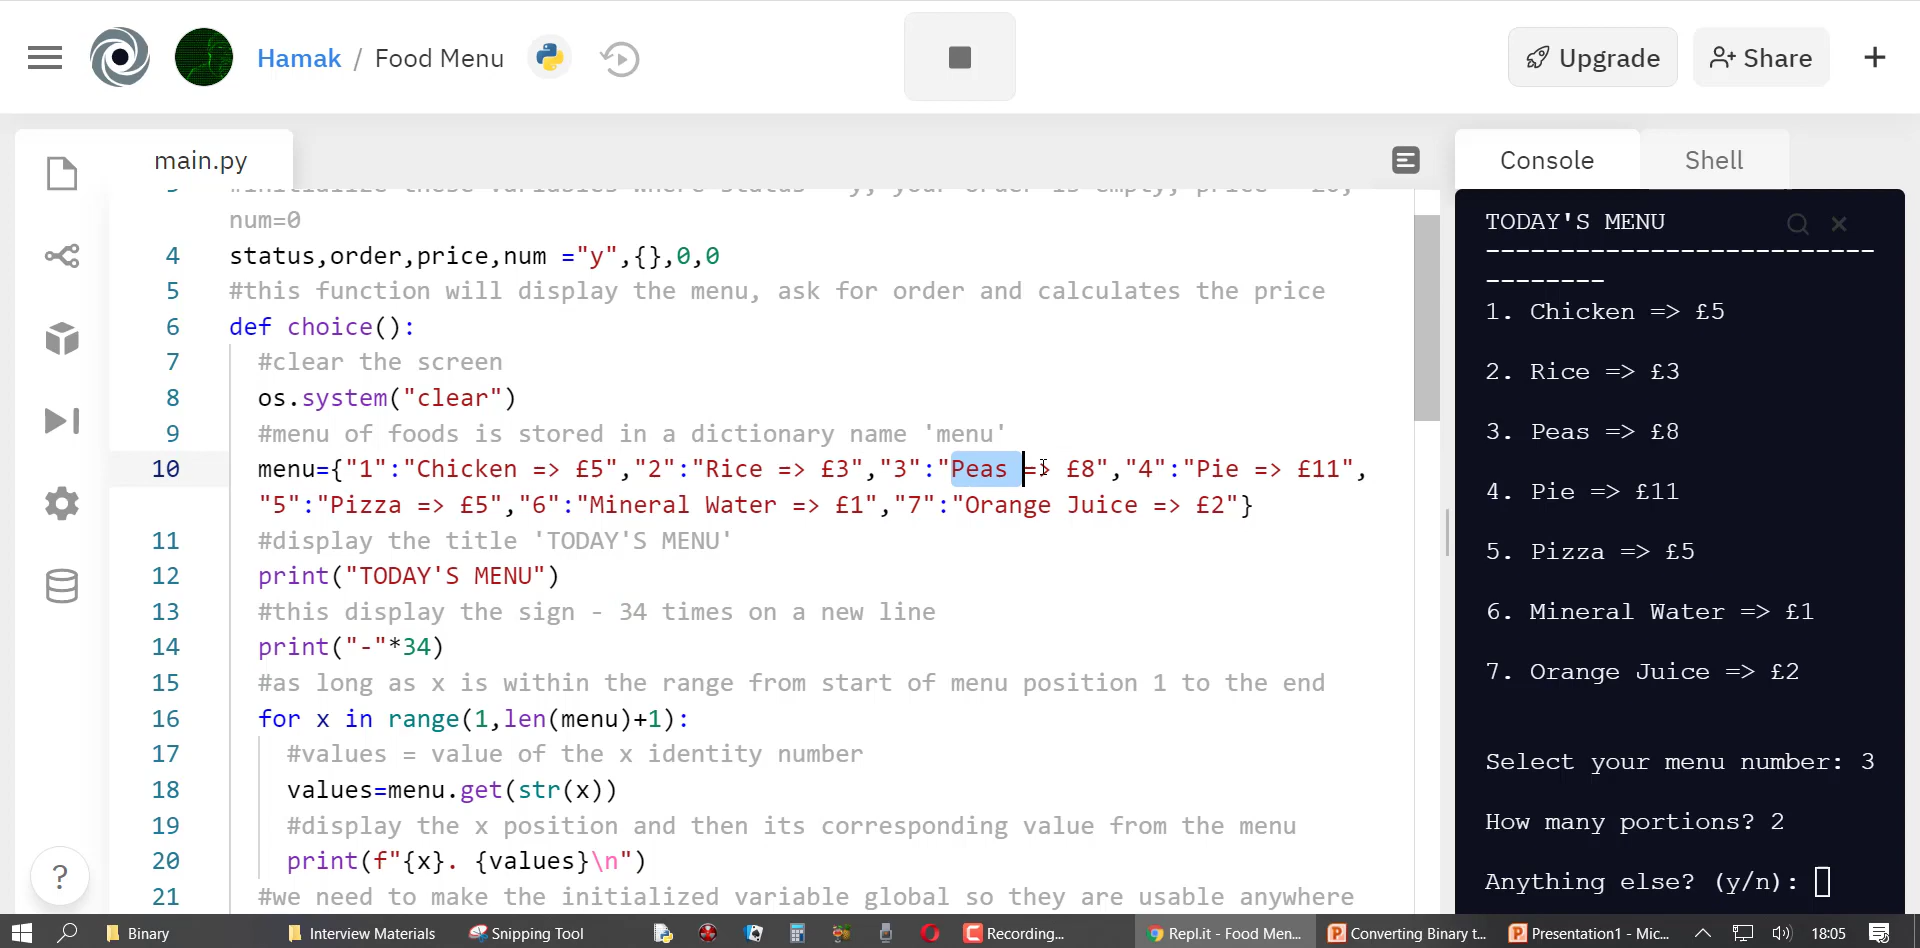 Hamak / Food Menu
Upgrade
Share
main.py
Console
Shell
num=0
4 status,order,price,num ="y",{},0,0
5 #this function will display the menu, ask for order and calculates the price
6 def choice():
7 #clear the screen
8 os.system("clear")
9 #menu of foods is stored in a dictionary name 'menu'
10 menu={"1":"Chicken => £5","2":"Rice => £3","3":"Peas => £8","4":"Pie => £11",
"5":"Pizza => £5","6":"Mineral Water => £1","7":"Orange Juice => £2"}
11 #display the title 'TODAY'S MENU'
12 print("TODAY'S MENU")
13 #this display the sign - 34 times on a new line
14 print("-"*34)
15 #as long as x is within the range from start of menu position 1 to the end
16 for x in range(1,len(menu)+1):
17 #values = value of the x identity number
18 values=menu.get(str(x))
19 #display the x position and then its corresponding value from the menu
20 print(f"{x}. {values}\n")
21 #we need to make the initialized variable global so they are usable anywhere
TODAY'S MENU
--------------------------
--------
1. Chicken => £5
2. Rice => £3
3. Peas => £8
4. Pie => £11
5. Pizza => £5
6. Mineral Water => £1
7. Orange Juice => £2
Select your menu number: 3
How many portions? 2
Anything else? (y/n):
?
Binary
Interview Materials
Snipping Tool
Recording...
Repl.it - Food Men...
Converting Binary t...
Presentation1 - Mic...
18:05